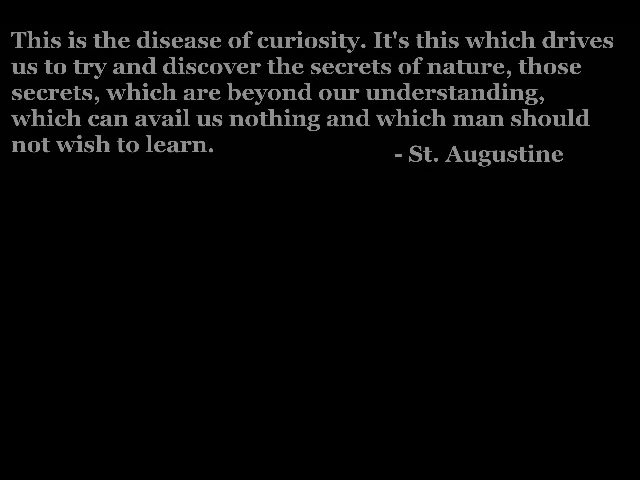 This is the disease of curiosity. It's this which drives
us to try and discover the secrets of nature, those
secrets, which are beyond our understanding,
which can avail us nothing and which man should
not wish to learn.
- St. Augustine